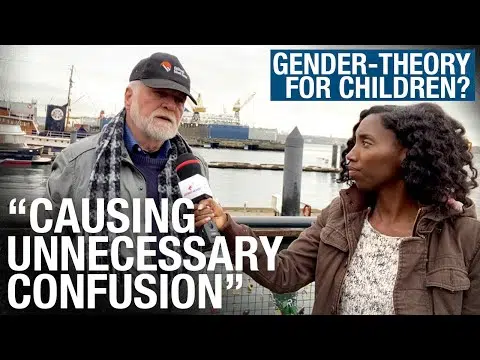 GENDER-THEORY
FOR CHILDREN?
“CAUSING
UNNECESSARY
CONFUSION”